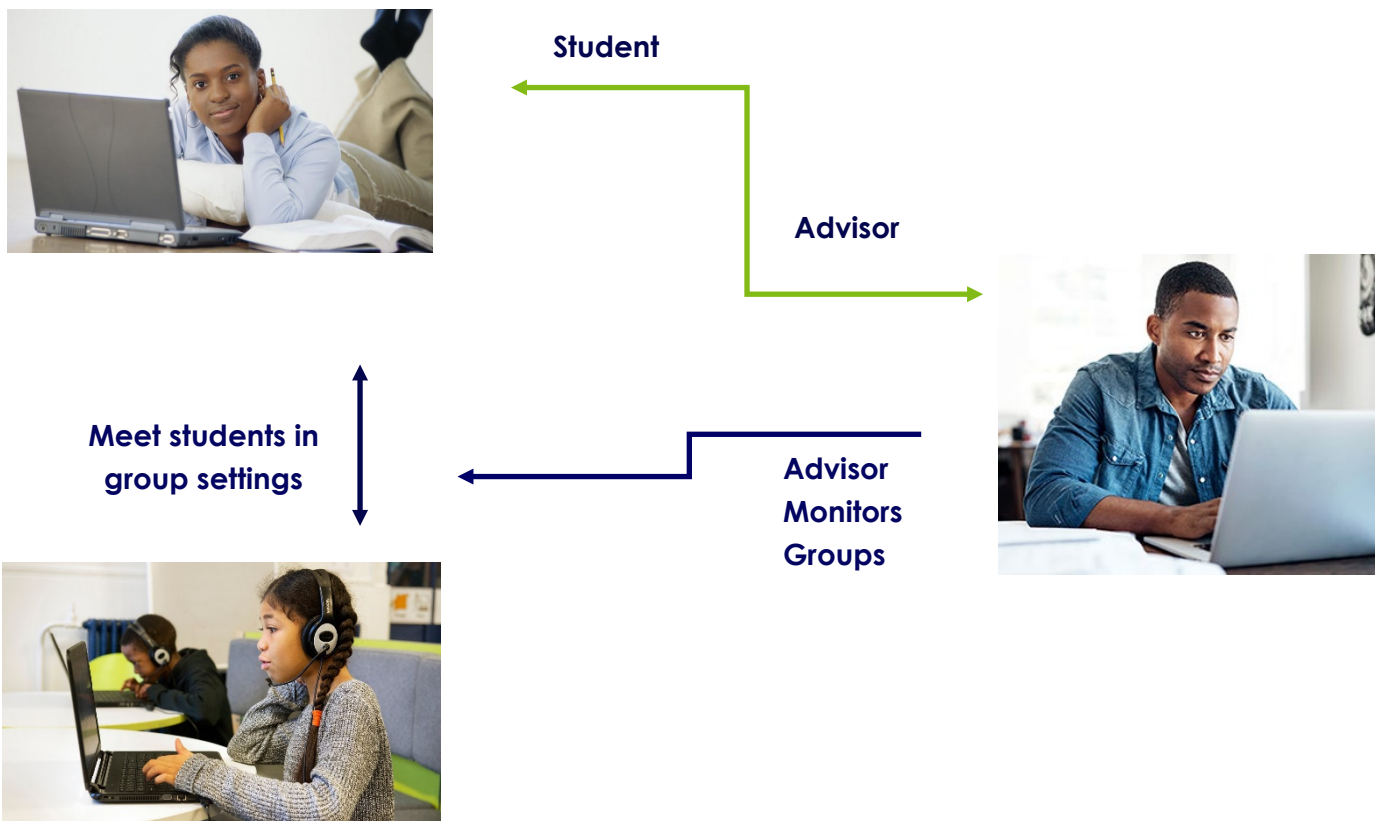 Student
Advisor
Meet students in
group settings
Advisor
Monitors
Groups